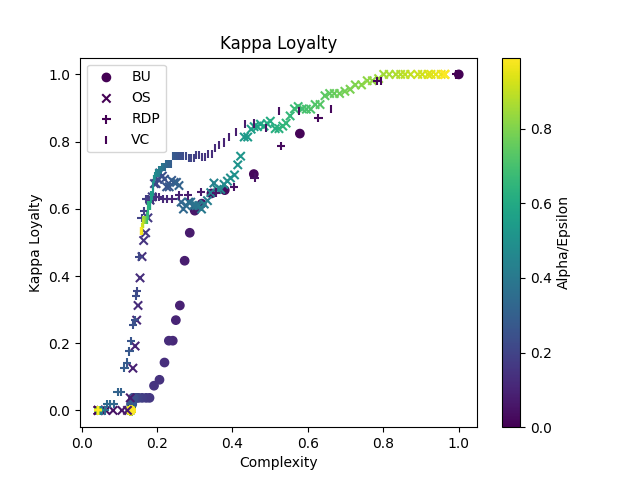 Kappa Loyalty
BU
OS
RDP
VC
1.0
0.8
0.6
0.4
0.2
0.0
Kappa Loyalty
0.0 0.2 0.4 0.6 0.8 1.0
Complexity
0.8
0.6
0.4
0.2
0.0
Alpha/Epsilon